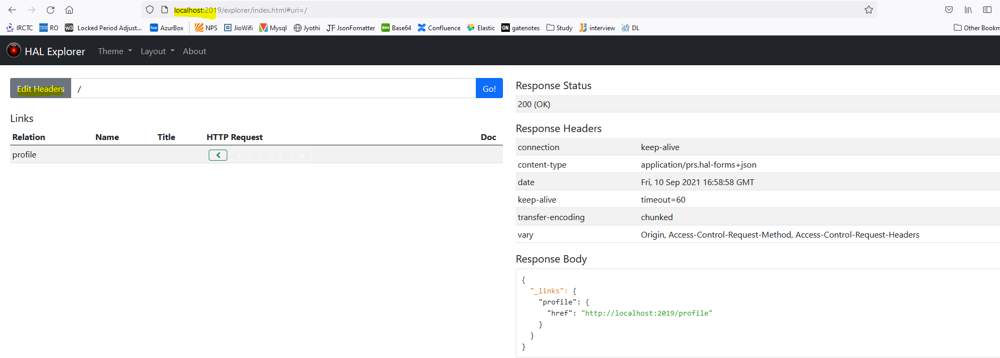 localhost:2019/explorer/index.html#uri=/
IRCTC RO Locked Period Adjust... AzurBox NPS JioWifi Mysql Jyothi JsonFomatter Base64 Confluence Elastic gatenotes Study interview DL Other Bookm
HAL Explorer Theme Layout About
Edit Headers / Go!
Links
Relation Name Title HTTP Request Doc
profile
Response Status
200 (OK)
Response Headers
connection keep-alive
content-type application/prs.hal-forms+json
date Fri, 10 Sep 2021 16:58:58 GMT
keep-alive timeout=60
transfer-encoding chunked
vary Origin, Access-Control-Request-Method, Access-Control-Request-Headers
Response Body
{
"_links": {
"profile": {
"href": "http://localhost:2019/profile"
}
}
}